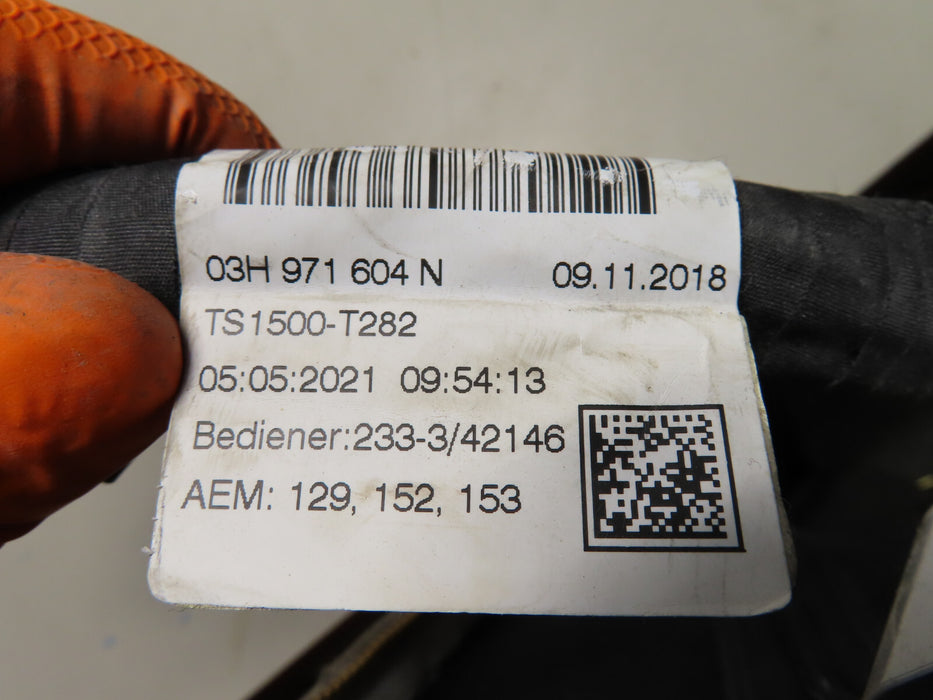 03H 971 604 N 09.11.2018
TS1500-T282
05:05:2021 09:54:13
Bediener:233-3/42146
AEM: 129, 152, 153